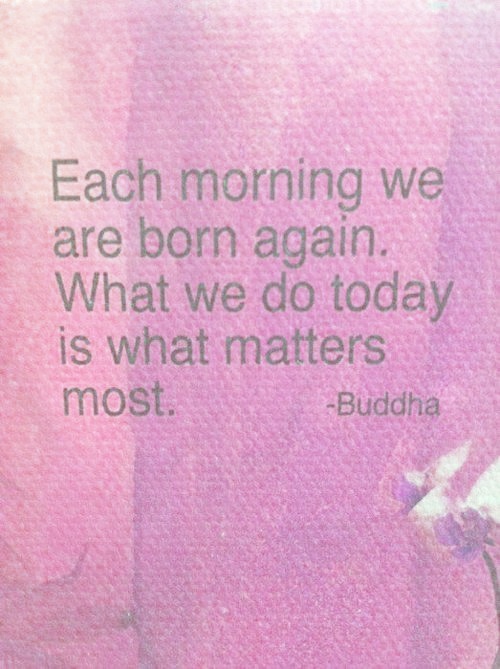 Each morning we
are born again.
What we do today
is what matters
most. -Buddha